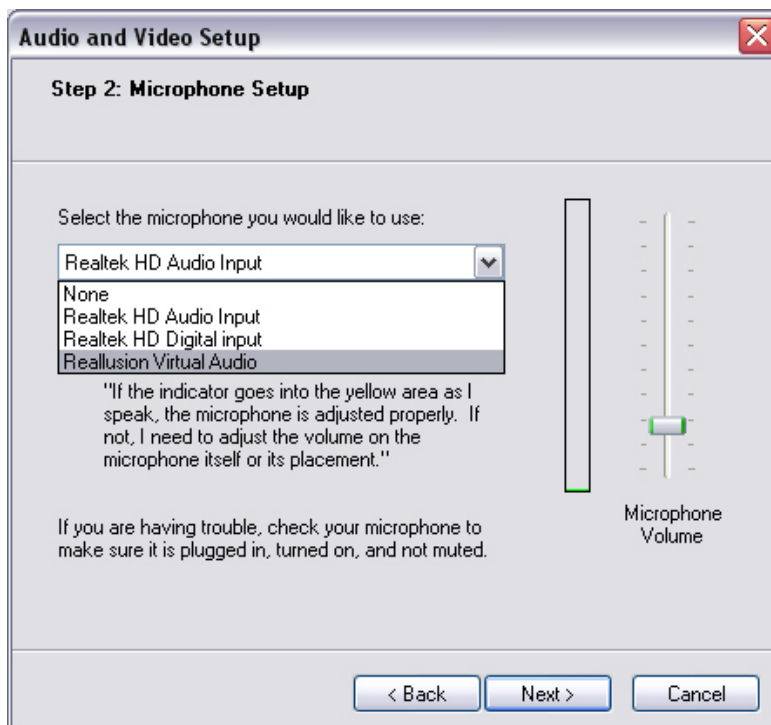 Audio and Video Setup
Step 2: Microphone Setup
Select the microphone you would like to use:
Realtek HD Audio Input
None
Realtek HD Audio Input
Realtek HD Digital input
Reallusion Virtual Audio
"If the indicator goes into the yellow area as I
speak, the microphone is adjusted properly. If
not, I need to adjust the volume on the
microphone itself or its placement."
If you are having trouble, check your microphone to
make sure it is plugged in, turned on, and not muted.
Microphone
Volume
< Back
Next >
Cancel